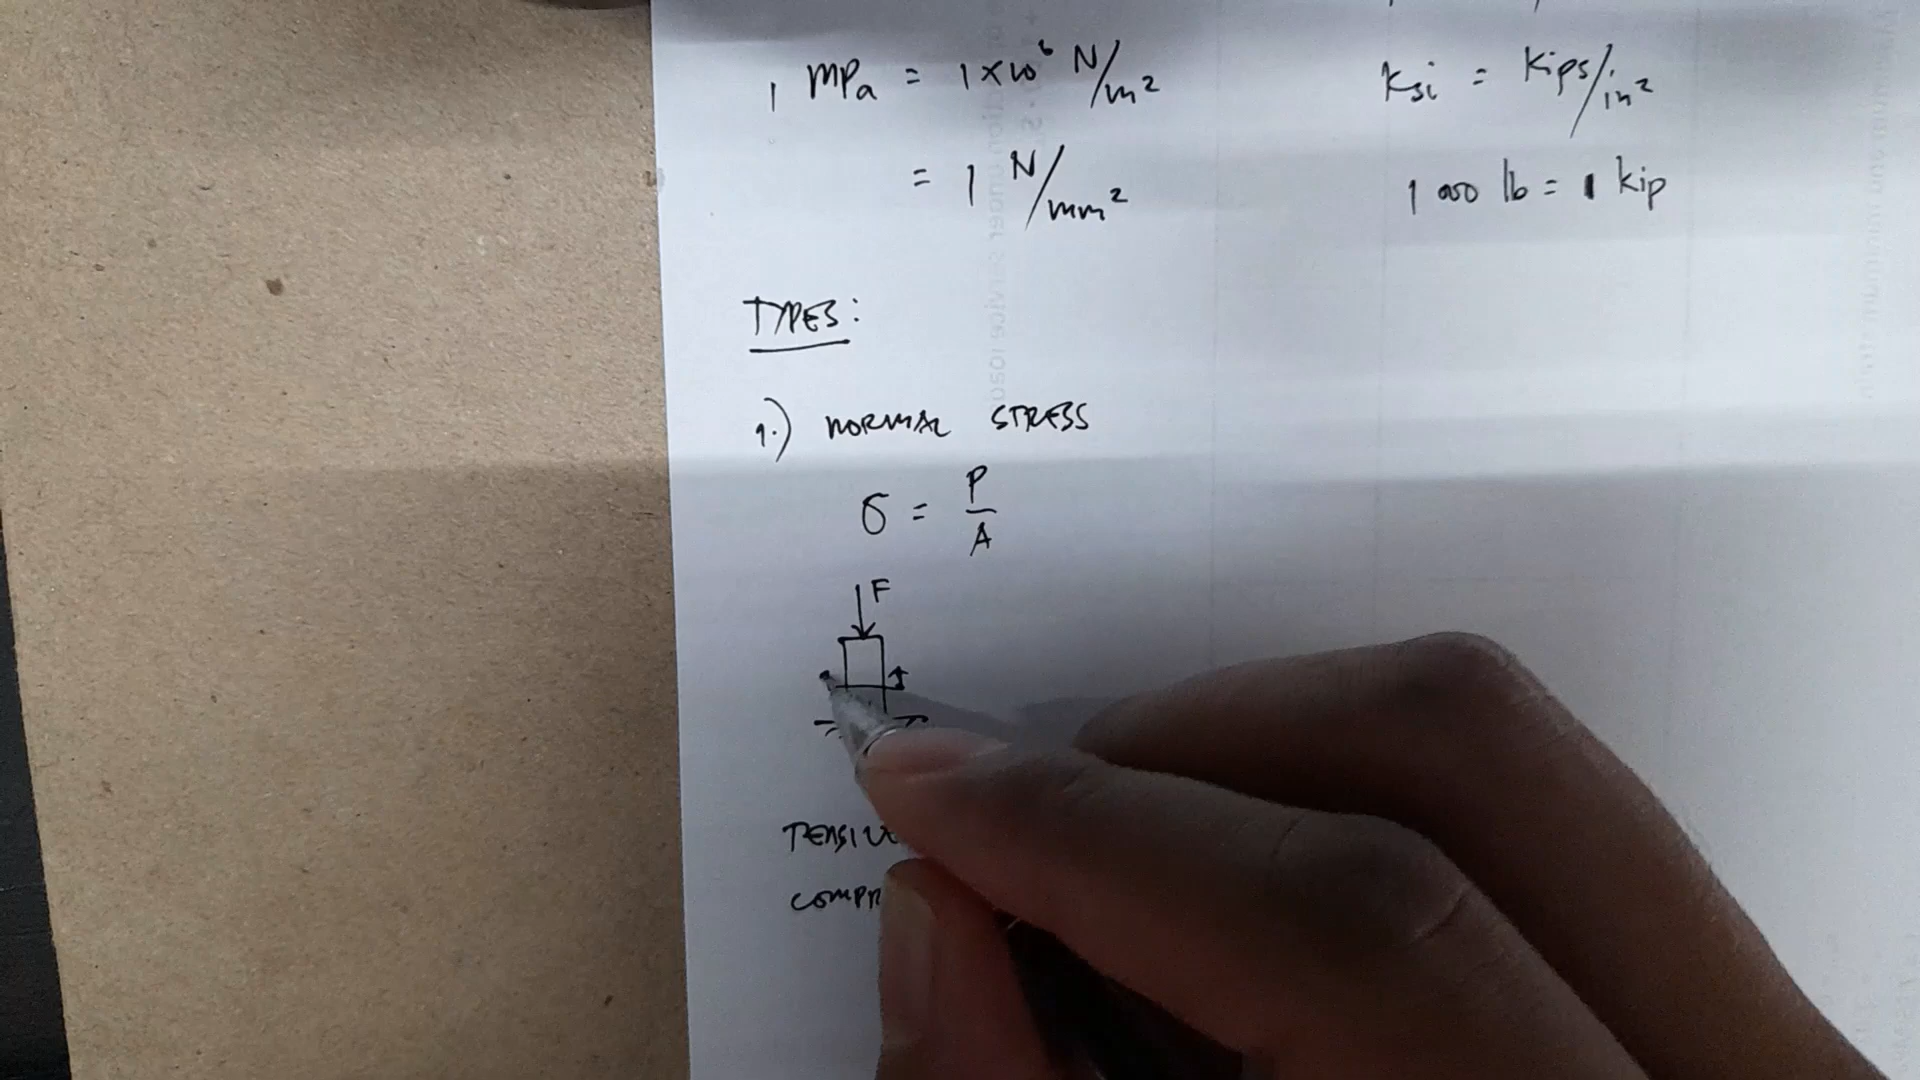 1 MPa = 1×10⁶ N/m²
ksi = kips/in²
= 1 N/mm²
1 000 lb = 1 kip
TYPES:
1.) NORMAL STRESS
σ = P/A
F